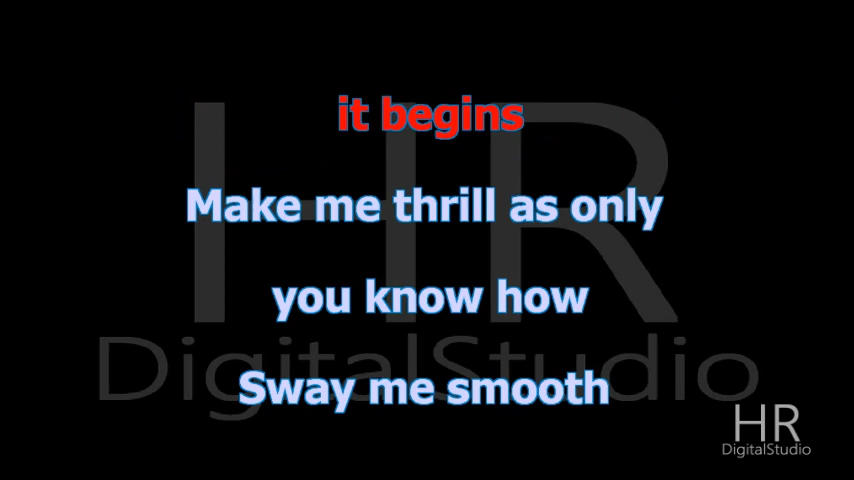 it begins
Make me thrill as only
you know how
Sway me smooth
HR
DigitalStudio
HR
DigitalStudio